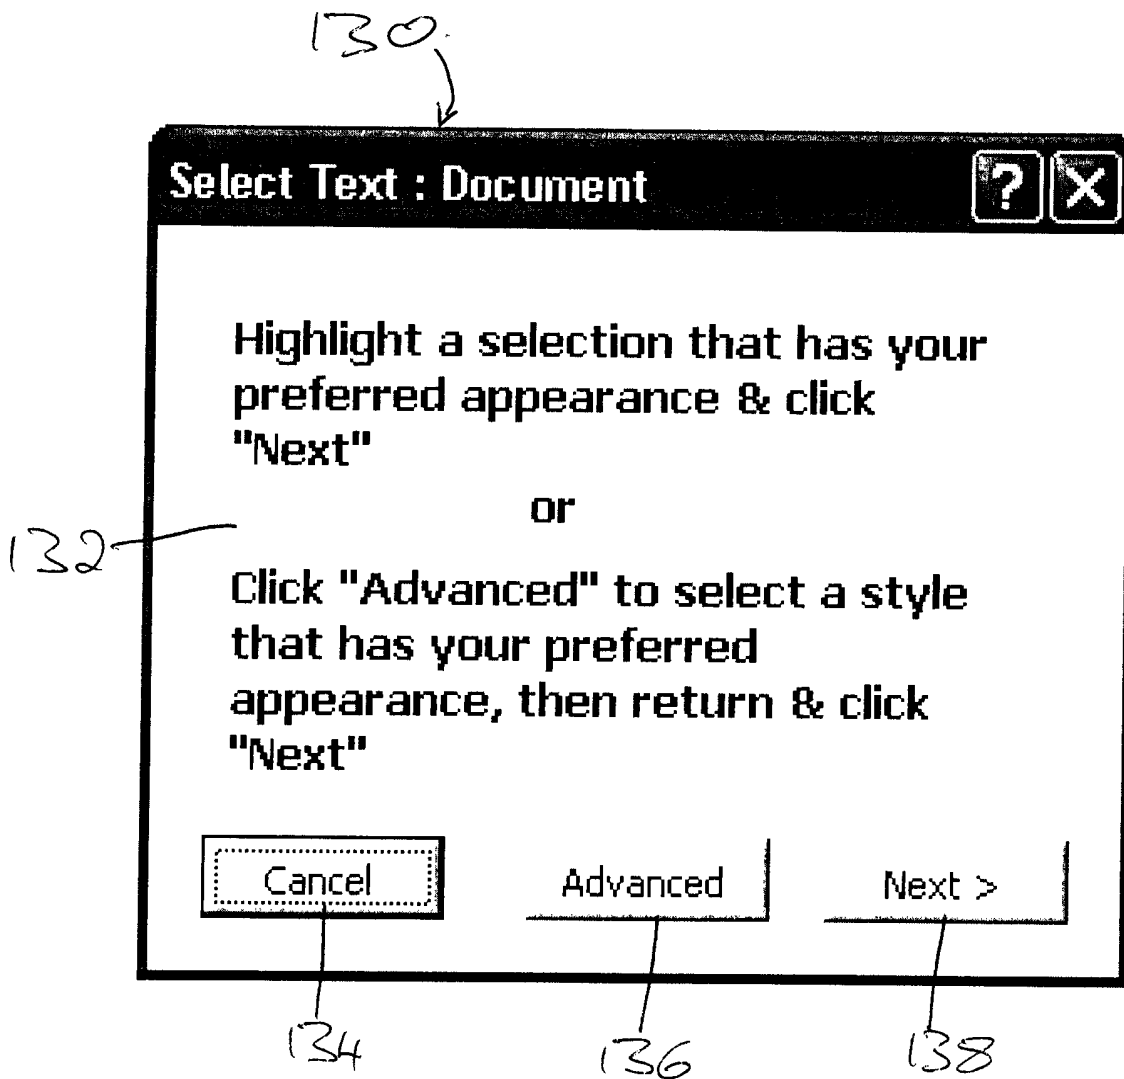 130
Select Text : Document ? X
Highlight a selection that has your
preferred appearance & click
"Next"
or
132
Click "Advanced" to select a style
that has your preferred
appearance, then return & click
"Next"
Cancel Advanced Next >
134 136 138